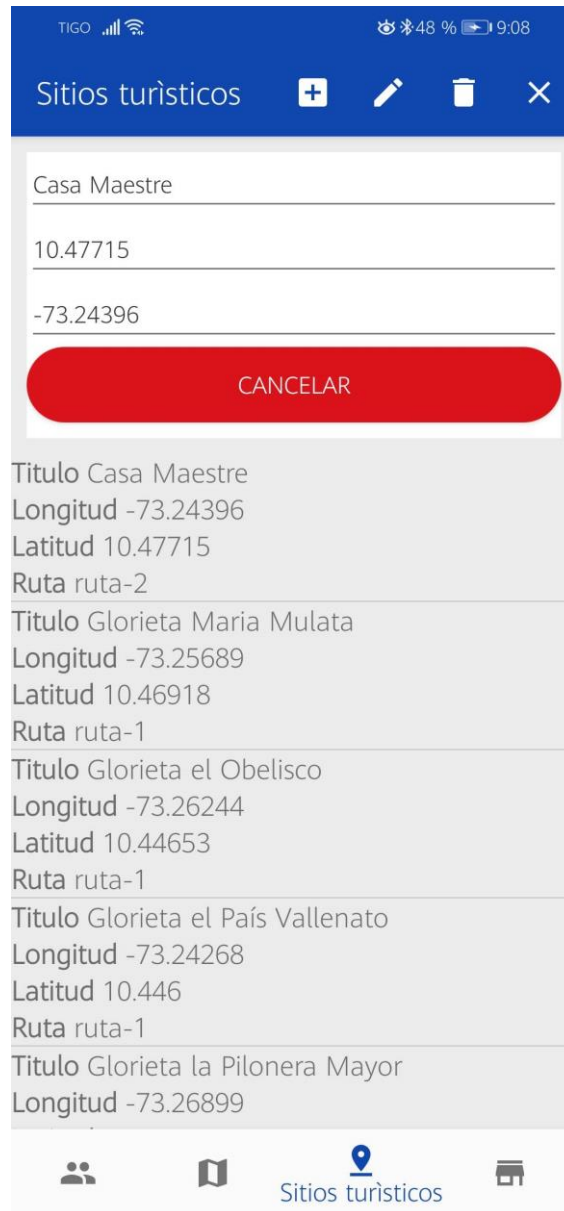 TIGO 48 % 9:08
Sitios turìsticos
Casa Maestre
10.47715
-73.24396
CANCELAR
Titulo Casa Maestre
Longitud -73.24396
Latitud 10.47715
Ruta ruta-2
Titulo Glorieta Maria Mulata
Longitud -73.25689
Latitud 10.46918
Ruta ruta-1
Titulo Glorieta el Obelisco
Longitud -73.26244
Latitud 10.44653
Ruta ruta-1
Titulo Glorieta el País Vallenato
Longitud -73.24268
Latitud 10.446
Ruta ruta-1
Titulo Glorieta la Pilonera Mayor
Longitud -73.26899
Sitios turìsticos